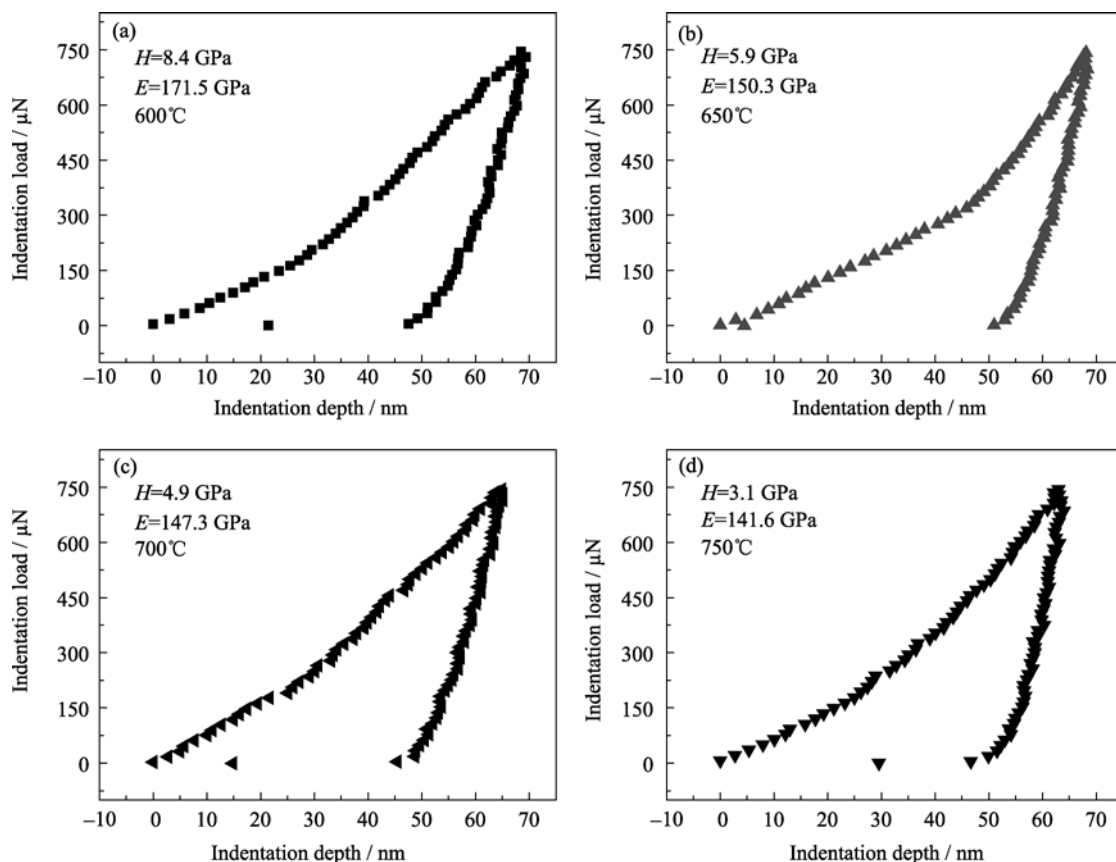 (a)
H=8.4 GPa
E=171.5 GPa
600℃
750
600
450
300
150
0
–10 0 10 20 30 40 50 60 70
Indentation load / μN
Indentation depth / nm
(b)
H=5.9 GPa
E=150.3 GPa
650℃
750
600
450
300
150
0
–10 0 10 20 30 40 50 60 70
Indentation load / μN
Indentation depth / nm
(c)
H=4.9 GPa
E=147.3 GPa
700℃
750
600
450
300
150
0
–10 0 10 20 30 40 50 60 70
Indentation load / μN
Indentation depth / nm
(d)
H=3.1 GPa
E=141.6 GPa
750℃
750
600
450
300
150
0
–10 0 10 20 30 40 50 60 70
Indentation load / μN
Indentation depth / nm